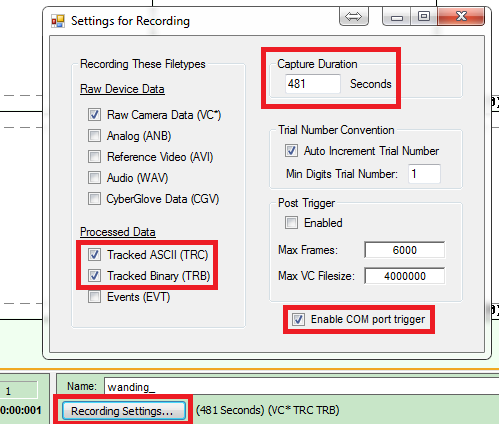 Settings for Recording
Recording These Filetypes
Raw Device Data
Raw Camera Data (VC*)
Analog (ANB)
Reference Video (AVI)
Audio (WAV)
CyberGlove Data (CGV)
Processed Data
Tracked ASCII (TRC)
Tracked Binary (TRB)
Events (EVT)
Capture Duration
481 Seconds
Trial Number Convention
Auto Increment Trial Number
Min Digits Trial Number: 1
Post Trigger
Enabled
Max Frames: 6000
Max VC Filesize: 4000000
Enable COM port trigger
1 Name: wanding_
0:00:001 Recording Settings... (481 Seconds) (VC* TRC TRB)